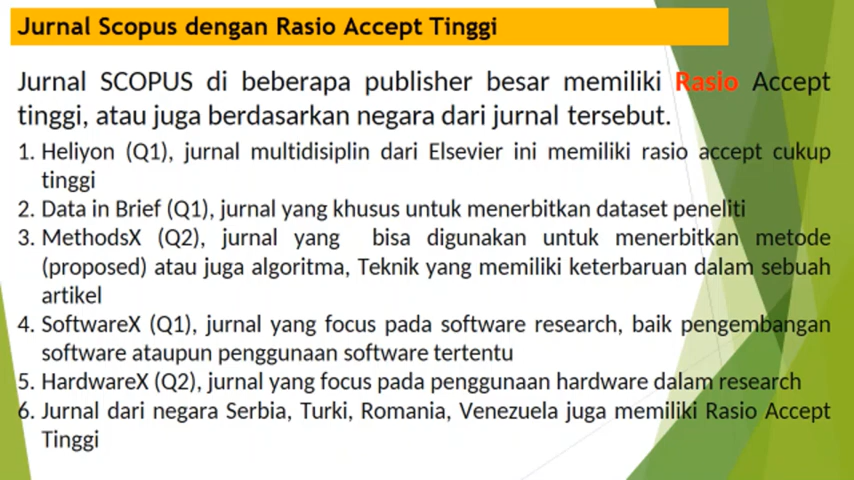 Jurnal Scopus dengan Rasio Accept Tinggi
Jurnal SCOPUS di beberapa publisher besar memiliki Rasio Accept
tinggi, atau juga berdasarkan negara dari jurnal tersebut.
1. Heliyon (Q1), jurnal multidisiplin dari Elsevier ini memiliki rasio accept cukup
tinggi
2. Data in Brief (Q1), jurnal yang khusus untuk menerbitkan dataset peneliti
3. MethodsX (Q2), jurnal yang bisa digunakan untuk menerbitkan metode
(proposed) atau juga algoritma, Teknik yang memiliki keterbaruan dalam sebuah
artikel
4. SoftwareX (Q1), jurnal yang focus pada software research, baik pengembangan
software ataupun penggunaan software tertentu
5. HardwareX (Q2), jurnal yang focus pada penggunaan hardware dalam research
6. Jurnal dari negara Serbia, Turki, Romania, Venezuela juga memiliki Rasio Accept
Tinggi